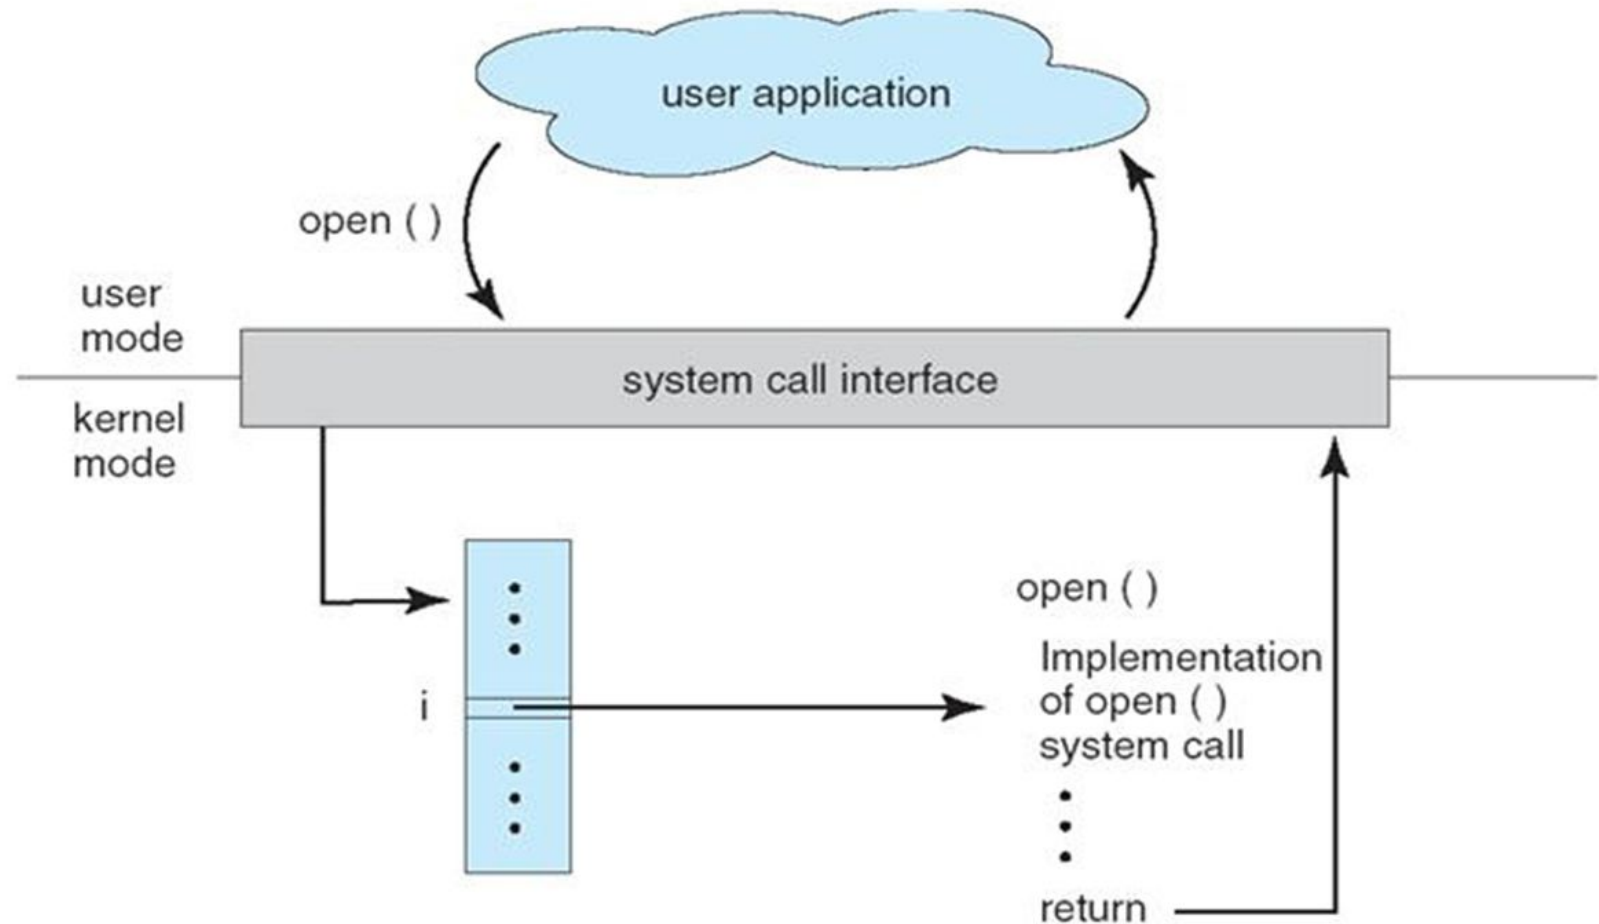 user application
open ( )
user
mode
system call interface
kernel
mode
open ( )
Implementation
of open ( )
system call
i
return